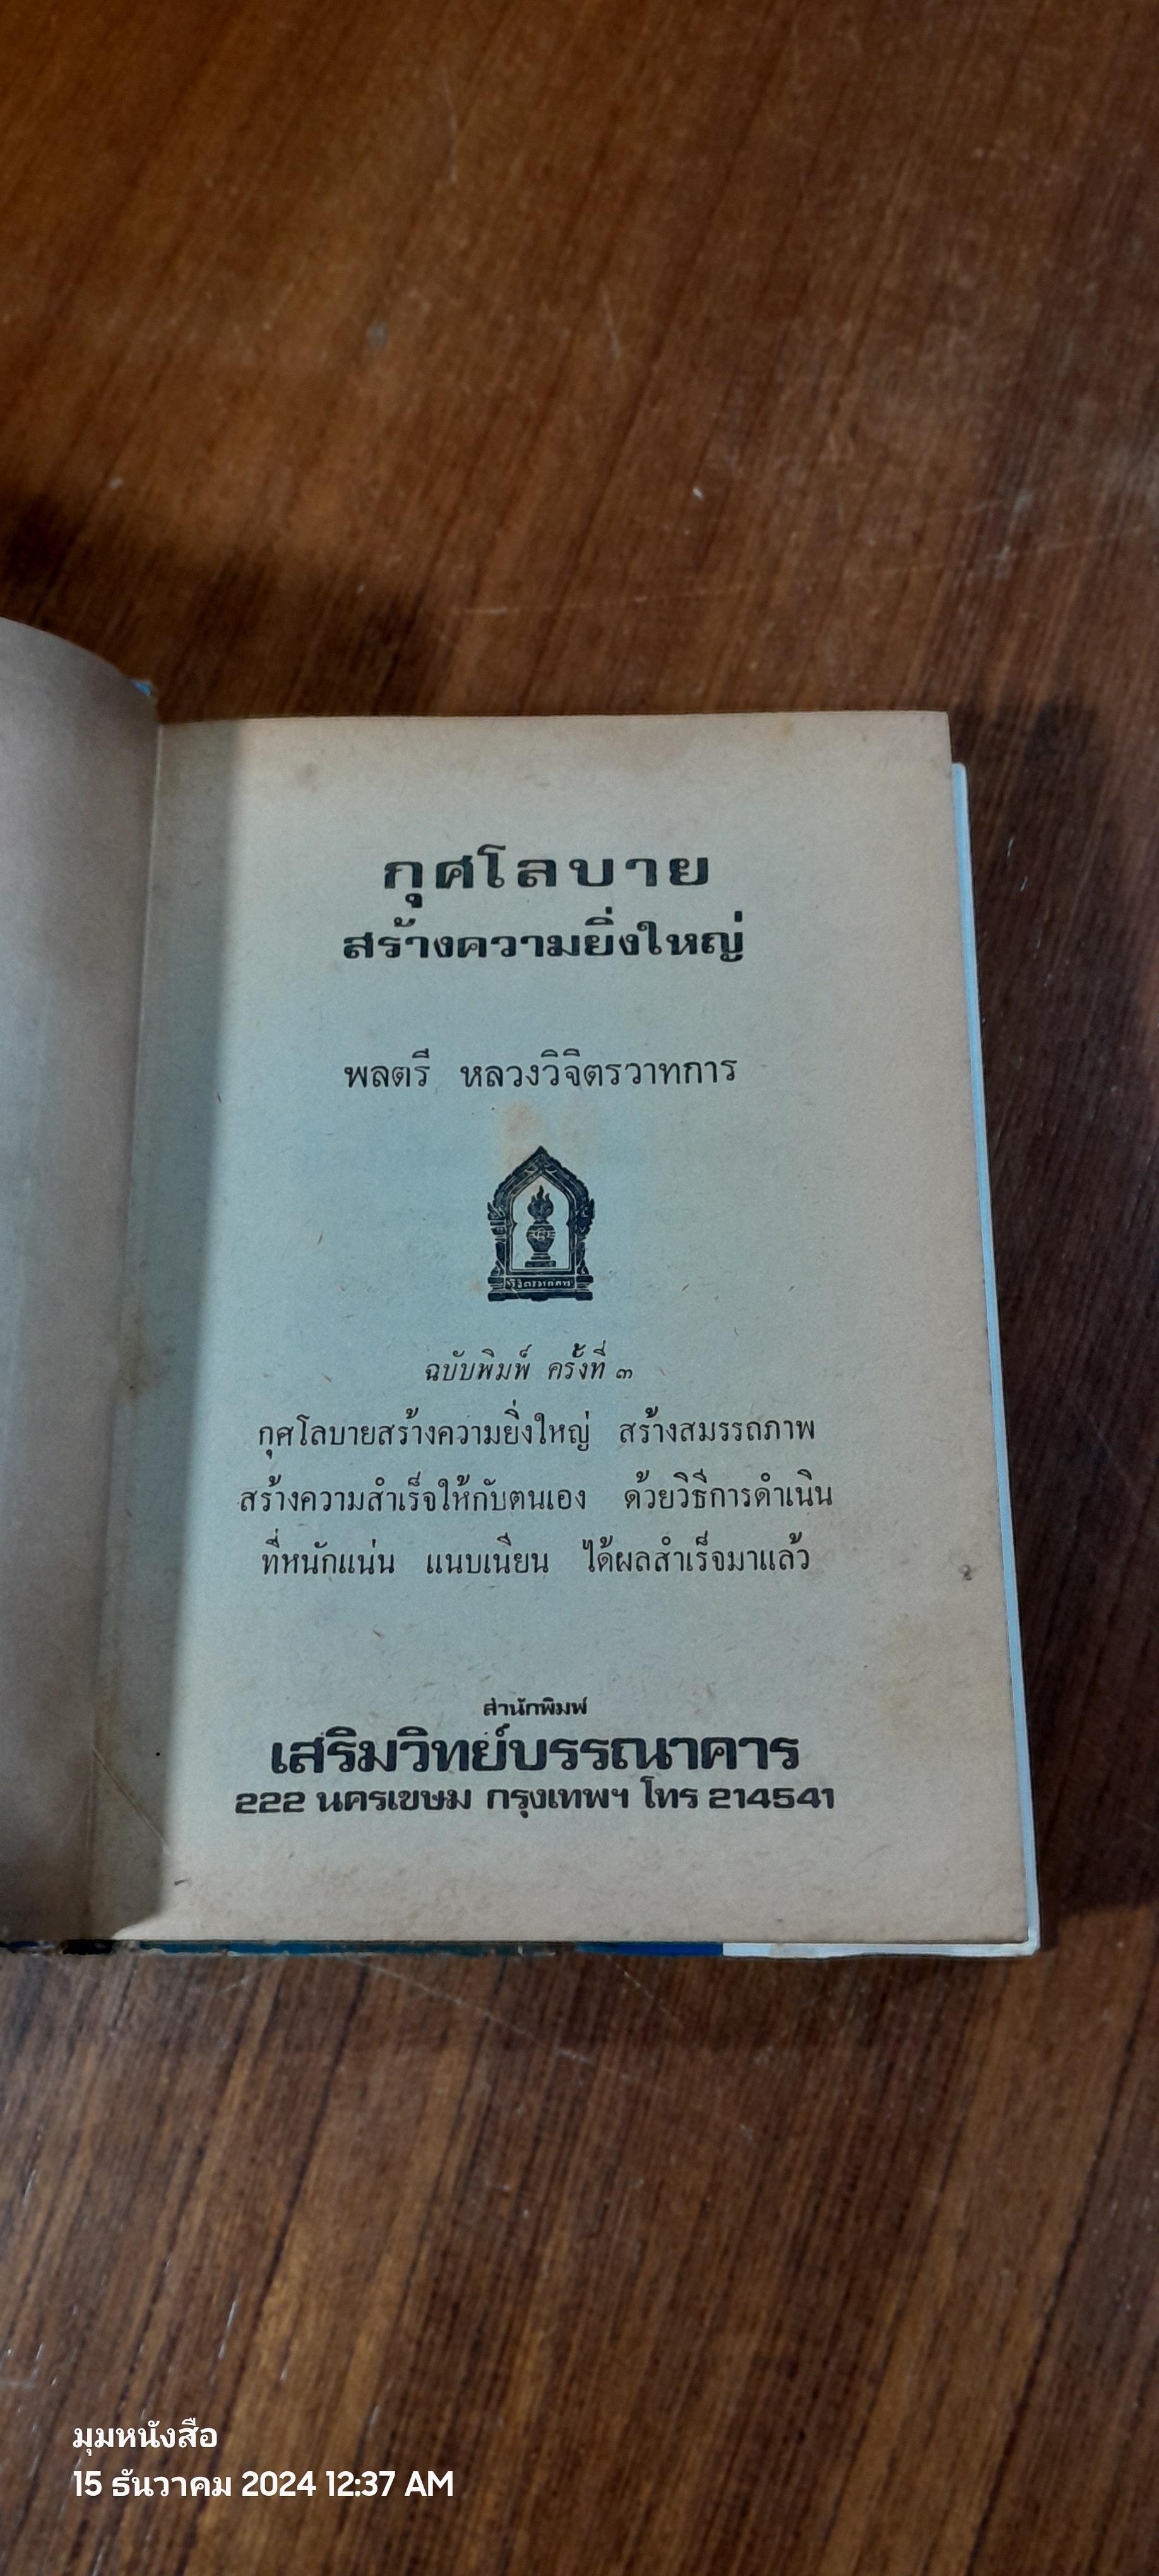 กุศโลบาย
สร้างความยิ่งใหญ่
พลตรี หลวงวิจิตรวาทการ
วิจิตรวาทการ
ฉบับพิมพ์ ครั้งที่ ๓
กุศโลบายสร้างความยิ่งใหญ่ สร้างสมรรถภาพ
สร้างความสำเร็จให้กับตนเอง ด้วยวิธีการดำเนิน
ที่หนักแน่น แนบเนียน ได้ผลสำเร็จมาแล้ว
สำนักพิมพ์
เสริมวิทย์บรรณาคาร
222 นครเขษม กรุงเทพฯ โทร 214541
มุมหนังสือ
15 ธันวาคม 2024 12:37 AM